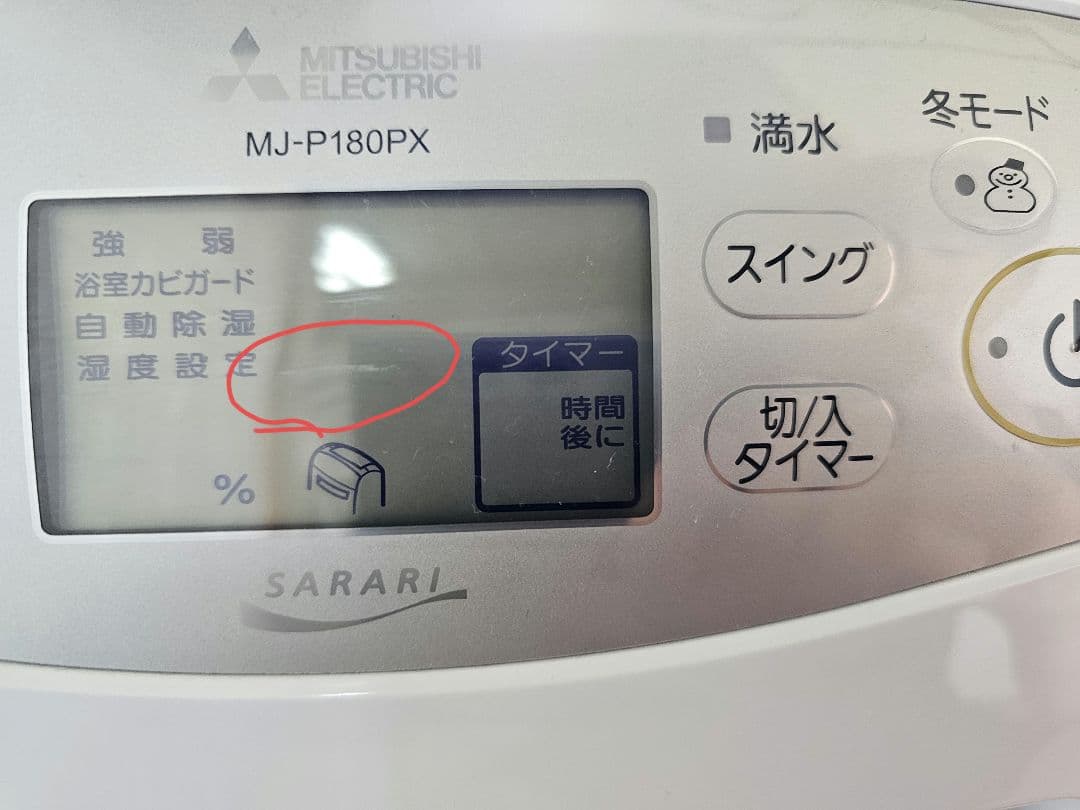 MITSUBISHI
ELECTRIC
MJ-P180PX
満水
冬モード
強 弱
浴室カビガード
自動除湿
湿度設定
%
タイマー
時間
後に
スイング
切/入
タイマー
SARARI